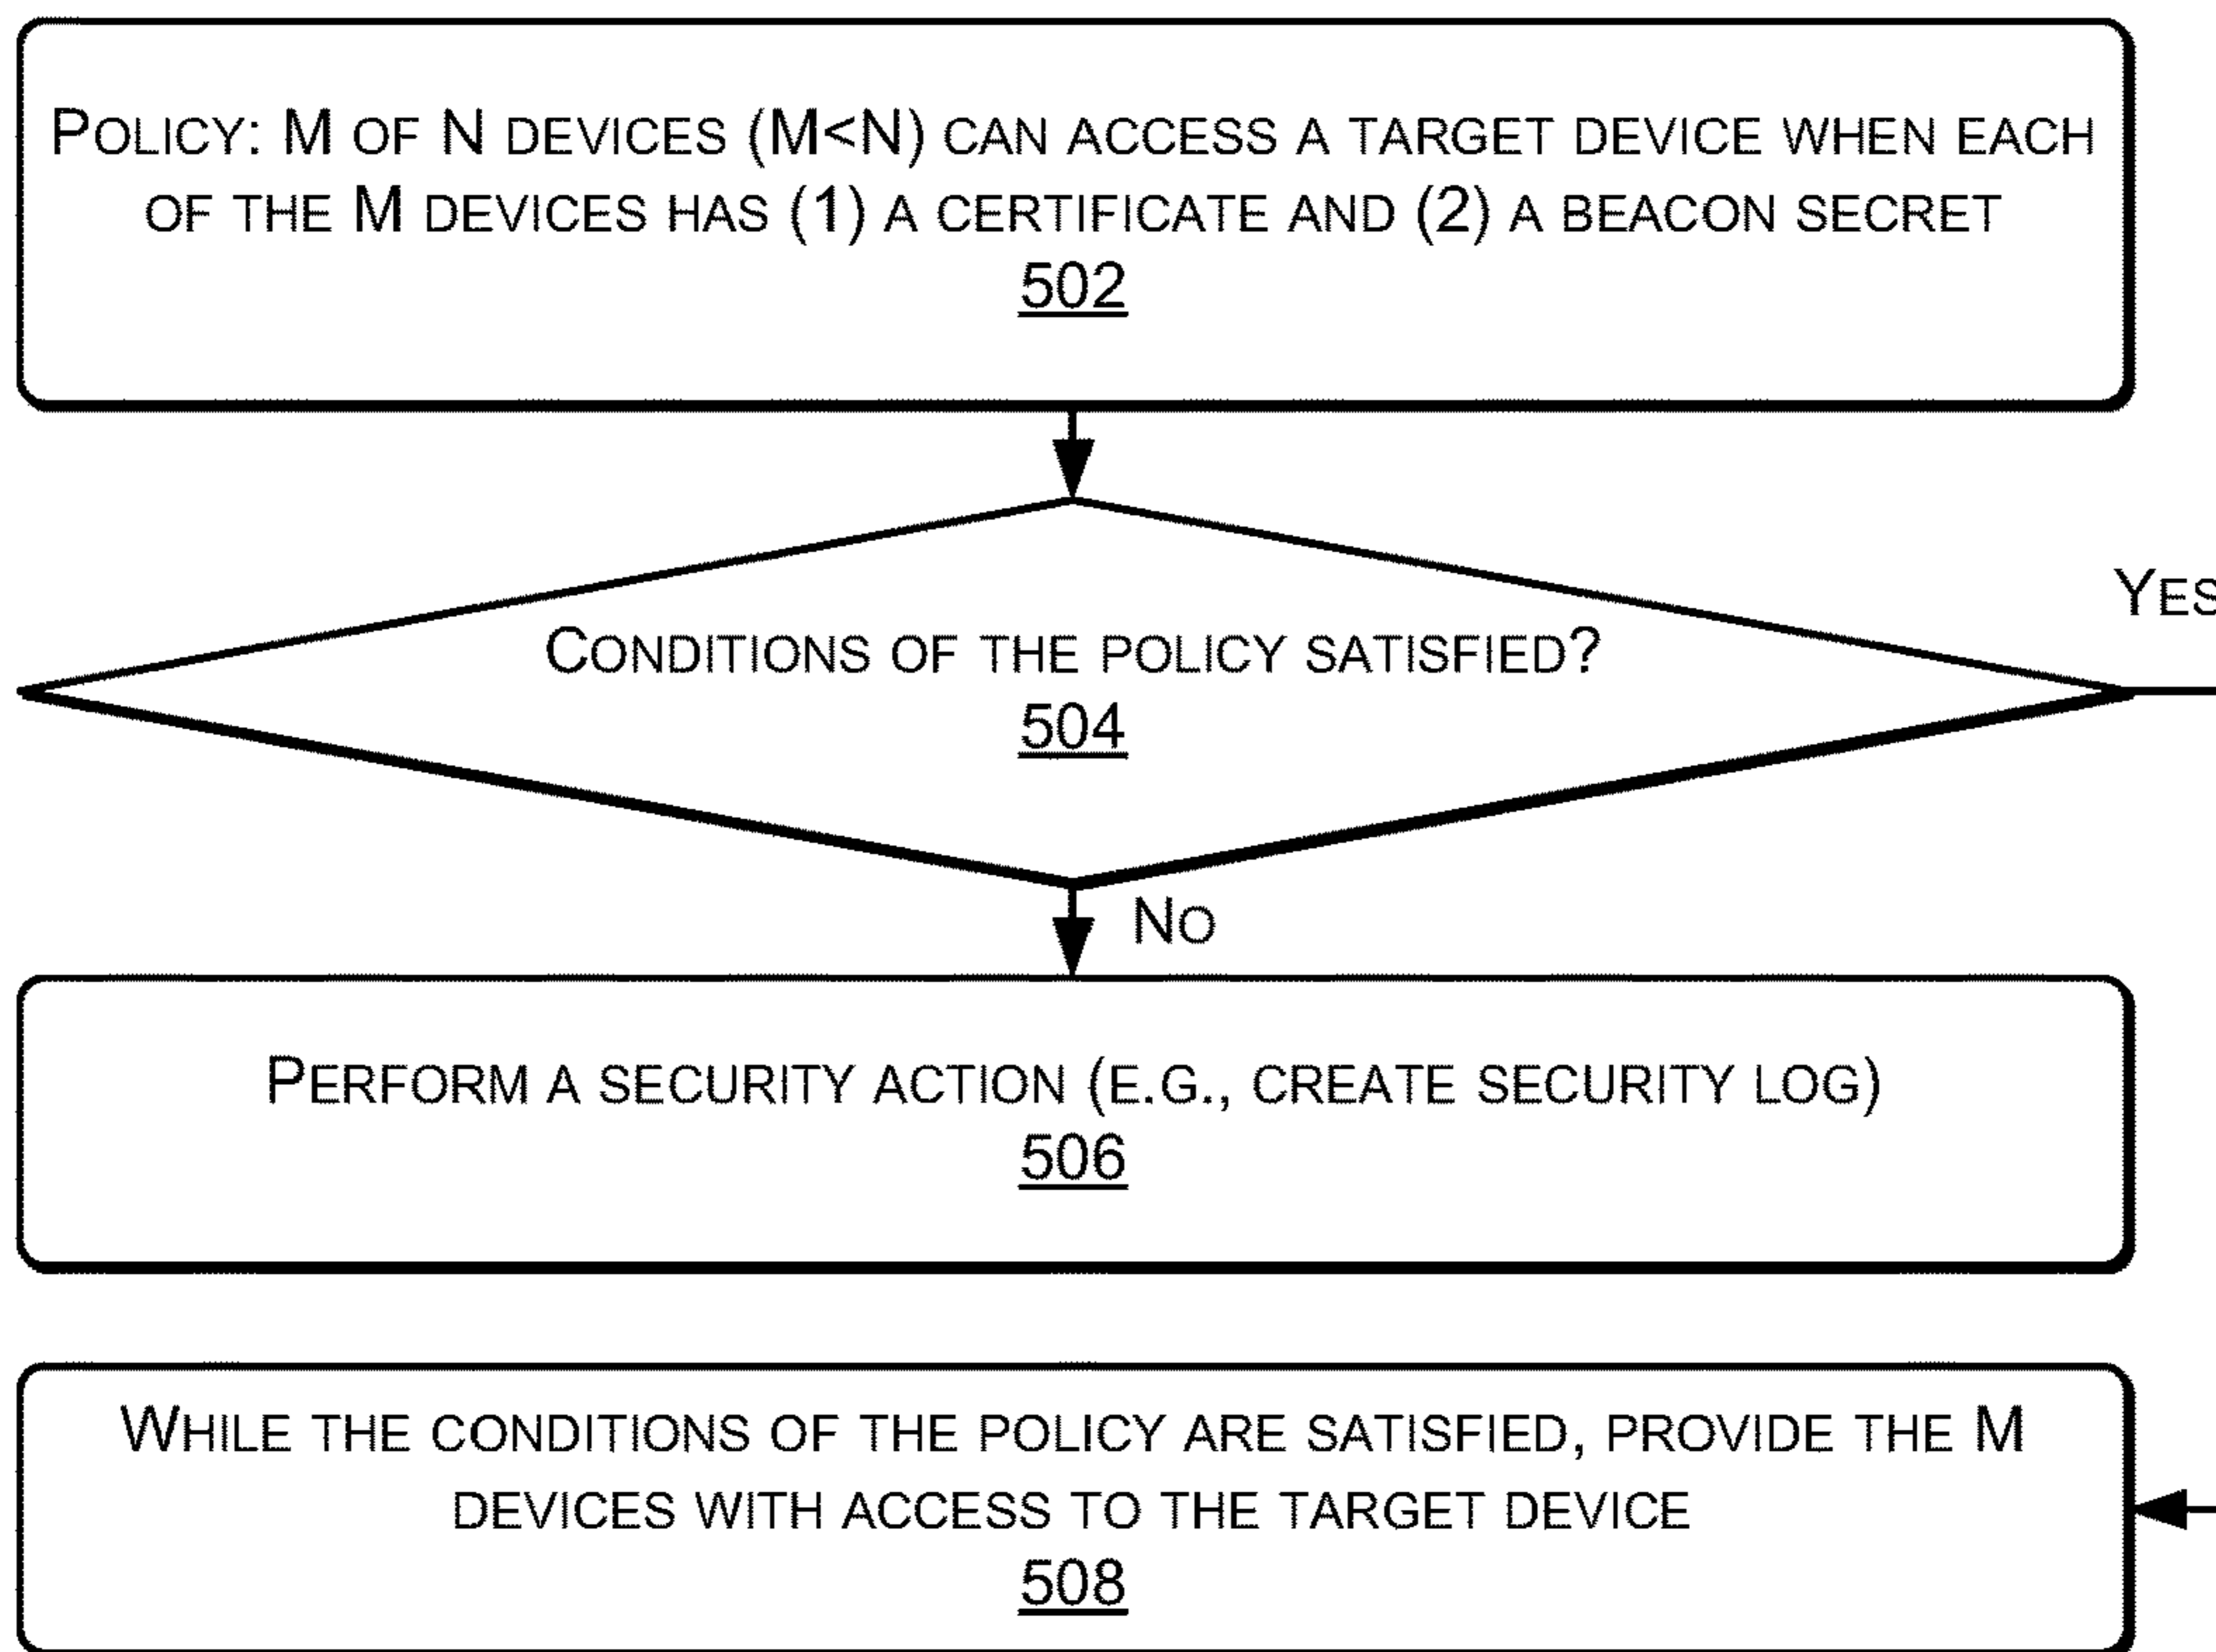 POLICY: M OF N DEVICES (M<N) CAN ACCESS A TARGET DEVICE WHEN EACH
OF THE M DEVICES HAS (1) A CERTIFICATE AND (2) A BEACON SECRET
502
YES
CONDITIONS OF THE POLICY SATISFIED?
504
NO
PERFORM A SECURITY ACTION (E.G., CREATE SECURITY LOG)
506
WHILE THE CONDITIONS OF THE POLICY ARE SATISFIED, PROVIDE THE M
DEVICES WITH ACCESS TO THE TARGET DEVICE
508